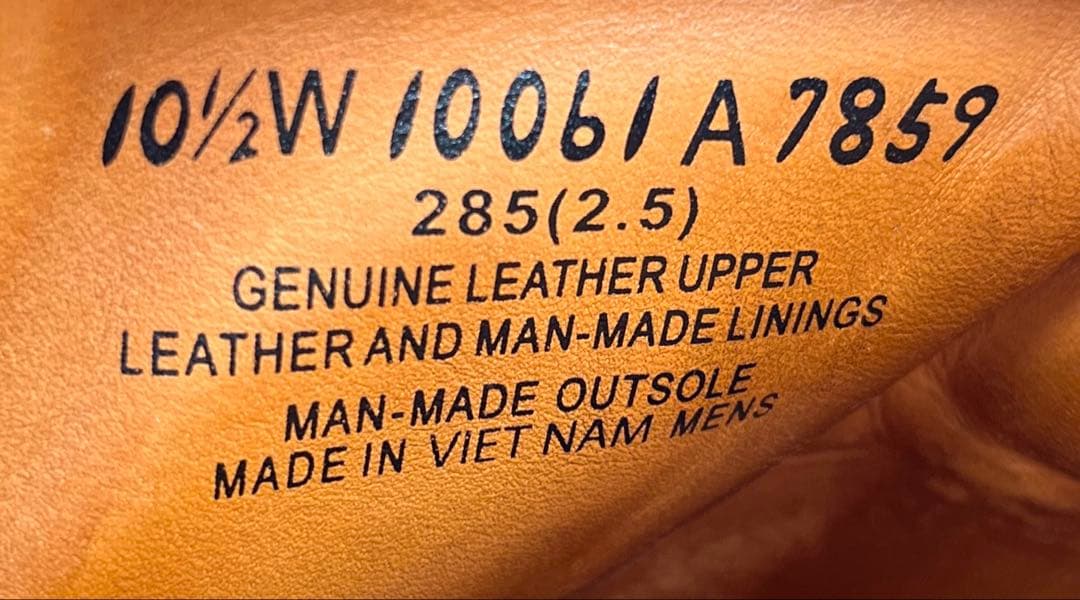 10½W 10061 A 7859
285(2.5)
GENUINE LEATHER UPPER
LEATHER AND MAN-MADE LININGS
MAN-MADE OUTSOLE
MADE IN VIET NAM MENS